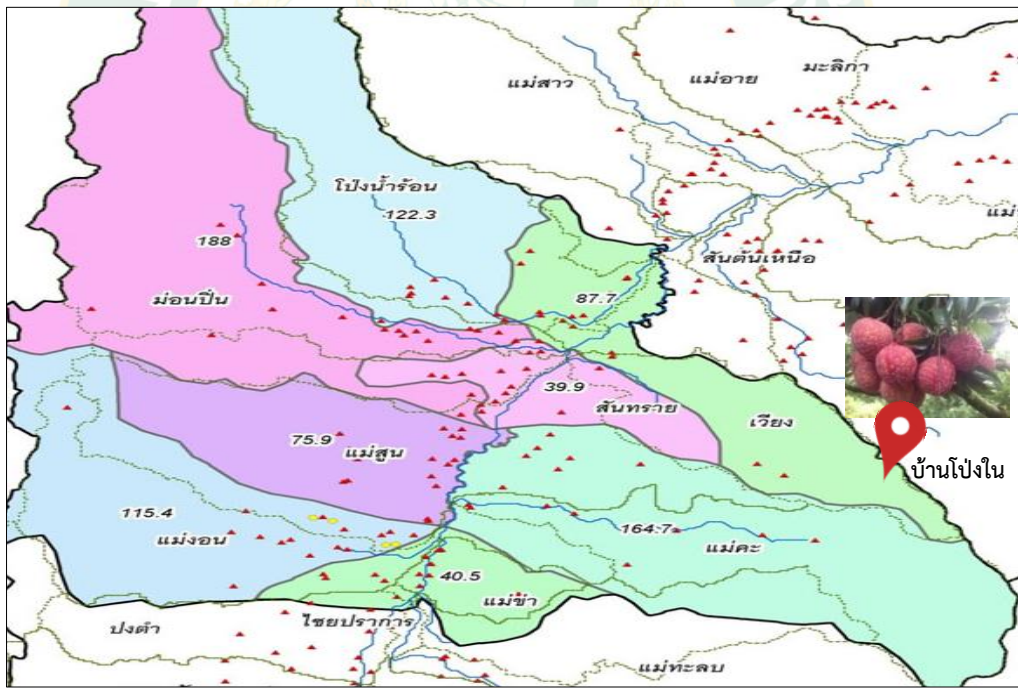 มะลิกา
แม่อาย
แม่สาว
โป่งน้ำร้อน
122.3
188
สันต้นเหนือ
ม่อนปิ่น
87.7
39.9
สันทราย
เวียง
75.9
แม่สูน
บ้านโป่งใน
115.4
แม่งอน
164.7
แม่คะ
40.5
แม่ข่า
ไชยปราการ
ปงตำ
แม่ทะลบ